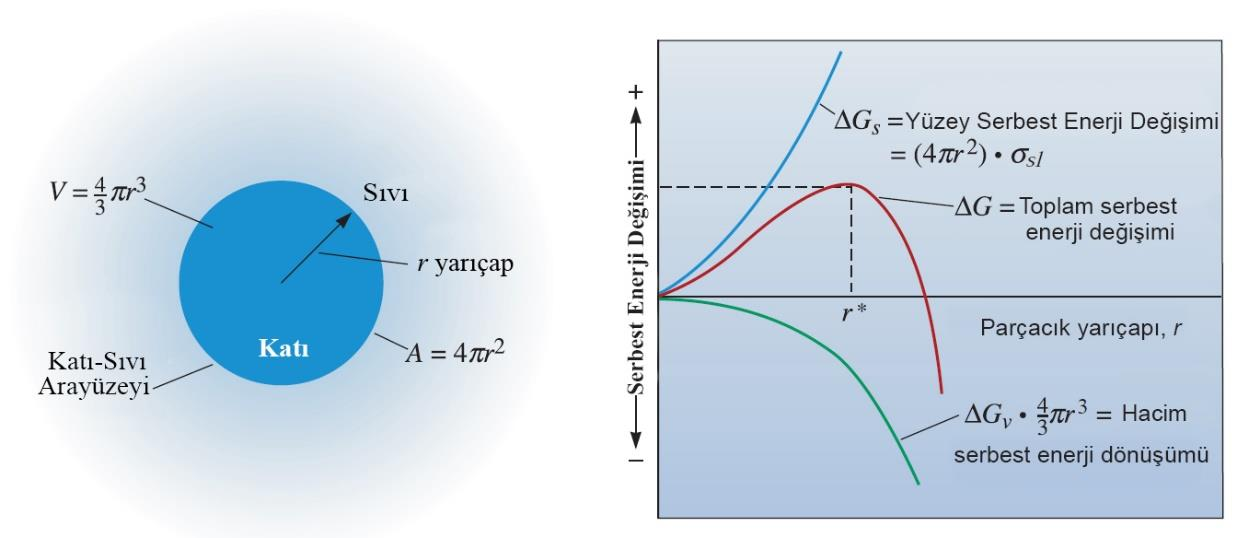 V = 4/3 πr³
Sıvı
r yarıçap
Katı
A = 4πr²
Katı-Sıvı
Arayüzeyi
− Serbest Enerji Değişimi +
ΔGs = Yüzey Serbest Enerji Değişimi
= (4πr²) • σsl
ΔG = Toplam serbest
enerji değişimi
r*
Parçacık yarıçapı, r
ΔGv • 4/3 πr³ = Hacim
serbest enerji dönüşümü